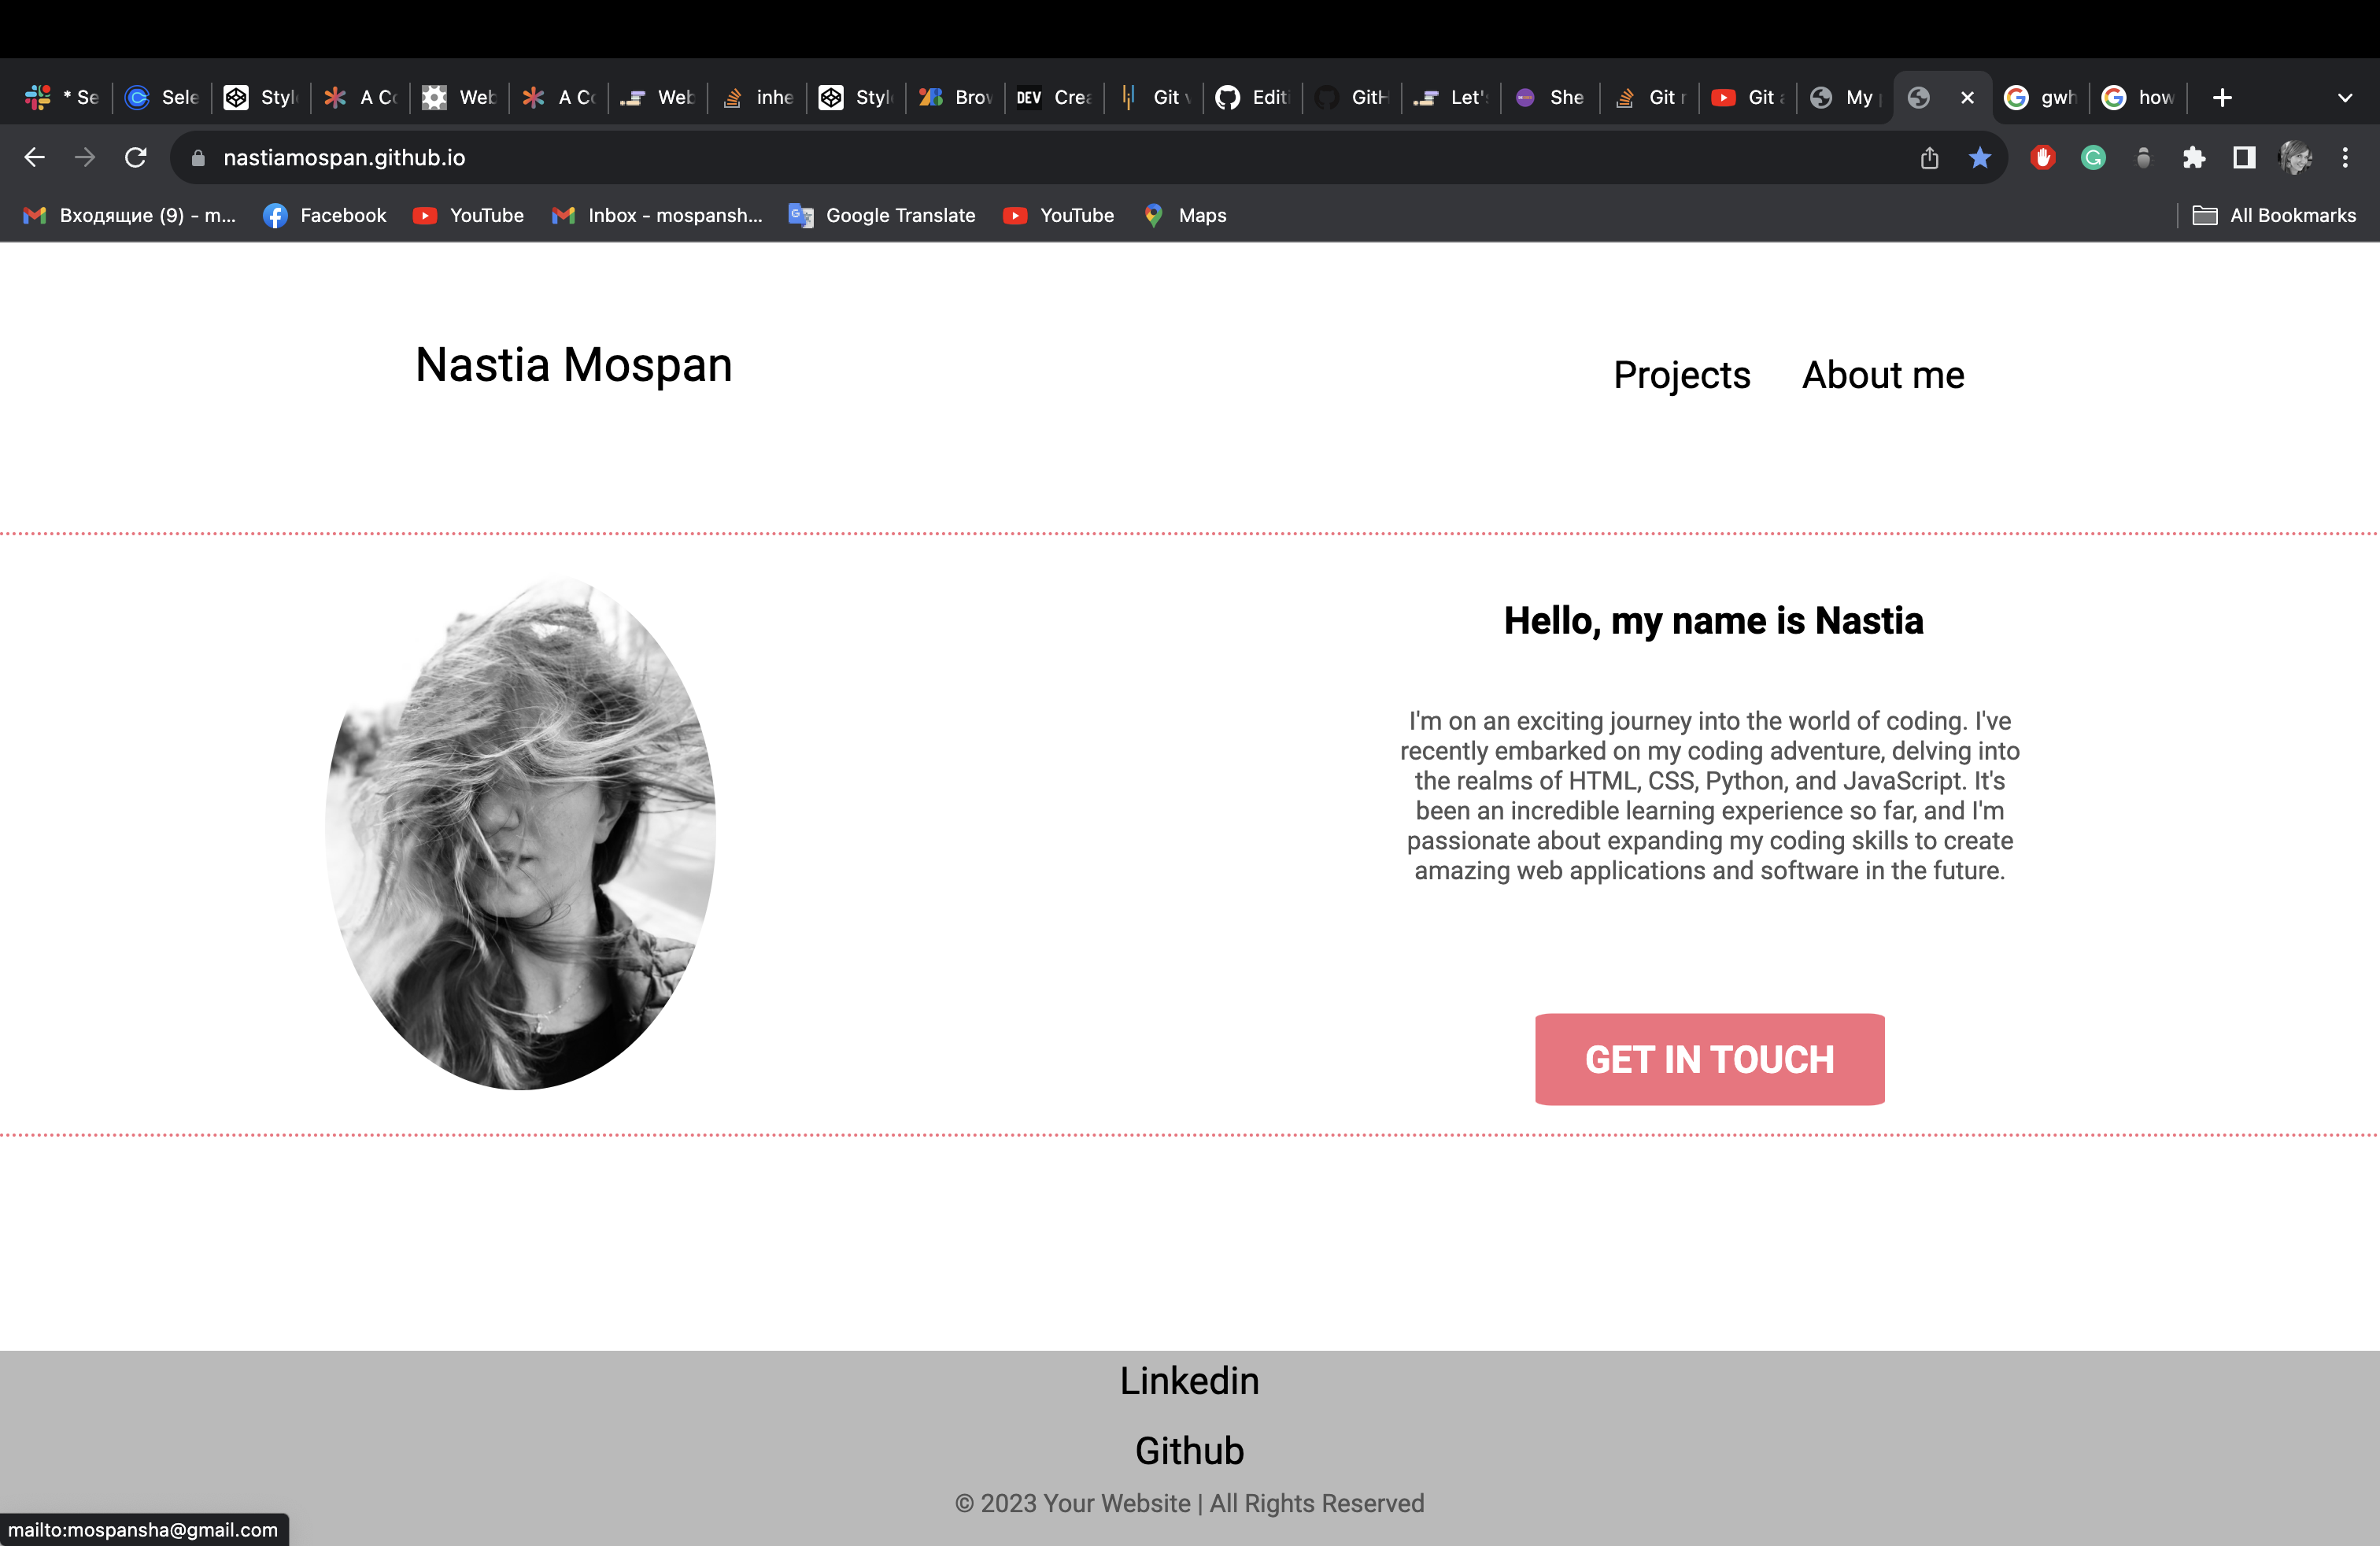 * Se
Sele
Styl
A Co
Web
A Co
Web
inhe
Styl
Brow
DEV Crea
Git v
Editi
GitH
Let's
She
Git r
Git a
My p
gwh
how
nastiamospan.github.io
Входящие (9) - m...
Facebook
YouTube
Inbox - mospansh...
Google Translate
YouTube
Maps
All Bookmarks
Nastia Mospan
Projects
About me
Hello, my name is Nastia
I'm on an exciting journey into the world of coding. I've
recently embarked on my coding adventure, delving into
the realms of HTML, CSS, Python, and JavaScript. It's
been an incredible learning experience so far, and I'm
passionate about expanding my coding skills to create
amazing web applications and software in the future.
GET IN TOUCH
Linkedin
Github
© 2023 Your Website | All Rights Reserved
mailto:mospansha@gmail.com